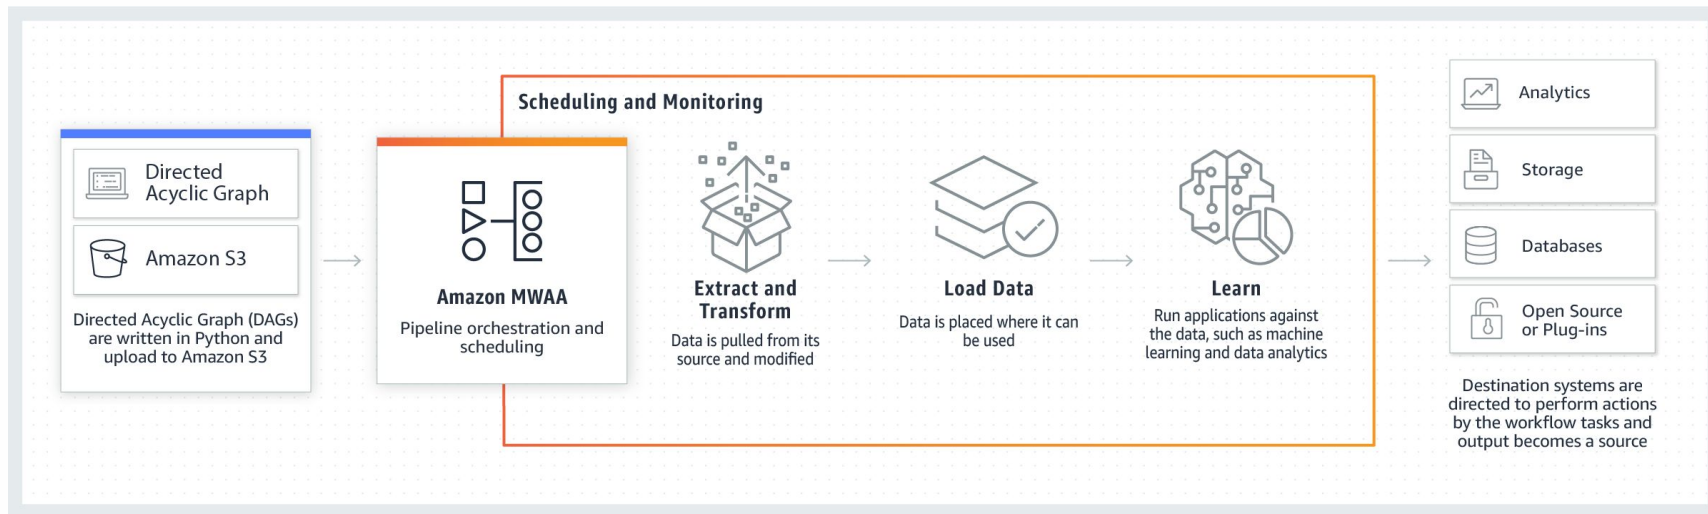 Directed
Acyclic Graph
Amazon S3
Directed Acyclic Graph (DAGs)
are written in Python and
upload to Amazon S3
Scheduling and Monitoring
Amazon MWAA
Pipeline orchestration and
scheduling
Extract and
Transform
Data is pulled from its
source and modified
Load Data
Data is placed where it can
be used
Learn
Run applications against
the data, such as machine
learning and data analytics
Analytics
Storage
Databases
Open Source
or Plug-ins
Destination systems are
directed to perform actions
by the workflow tasks and
output becomes a source